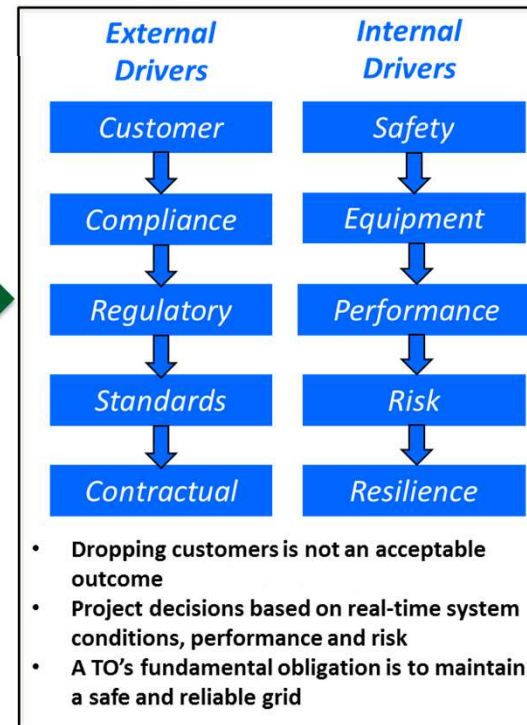 External
Drivers
Customer
Compliance
Regulatory
Standards
Contractual
Internal
Drivers
Safety
Equipment
Performance
Risk
Resilience
• Dropping customers is not an acceptable
outcome
• Project decisions based on real-time system
conditions, performance and risk
• A TO’s fundamental obligation is to maintain
a safe and reliable grid